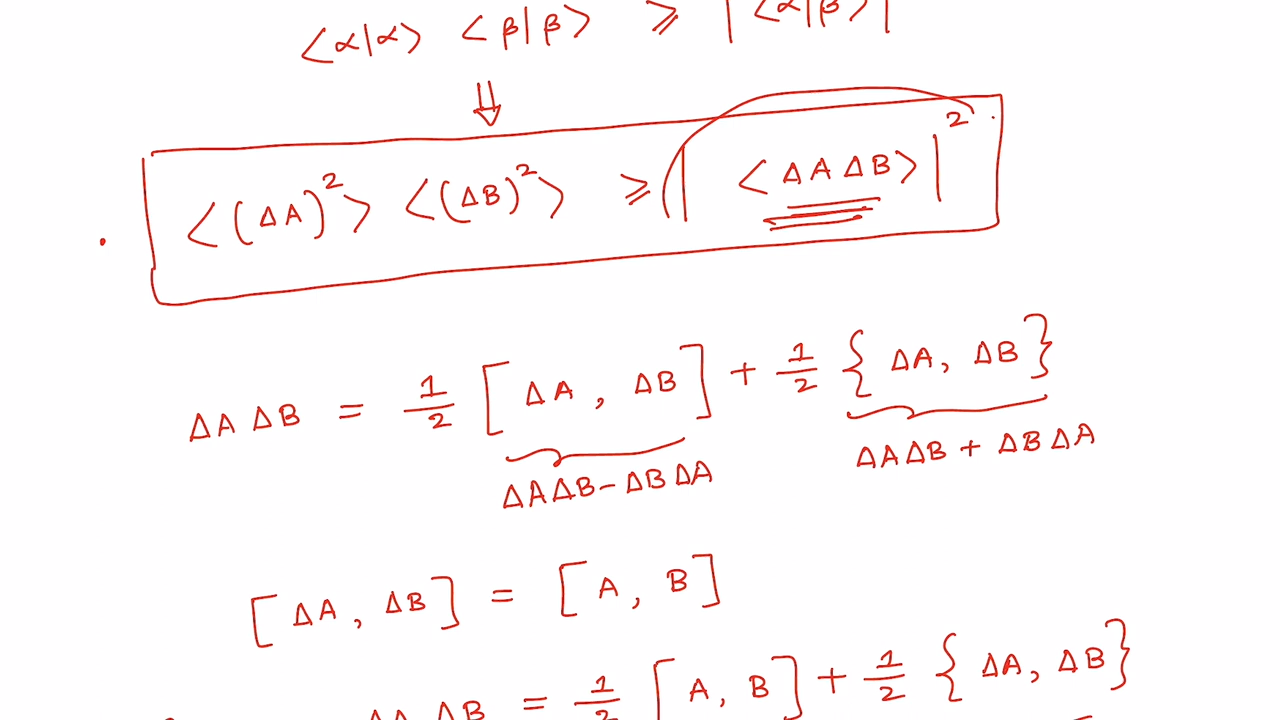 ⟨α|α⟩ ⟨β|β⟩ ⩾ |⟨α|β⟩|
⇓
⟨(ΔA)²⟩ ⟨(ΔB)²⟩ ⩾ |⟨ΔA ΔB⟩|²
ΔA ΔB = 1/2 [ΔA, ΔB] + 1/2 {ΔA, ΔB}
ΔAΔB − ΔBΔA ΔAΔB + ΔBΔA
[ΔA, ΔB] = [A, B]
ΔA ΔB = 1/2 [A, B] + 1/2 {ΔA, ΔB}